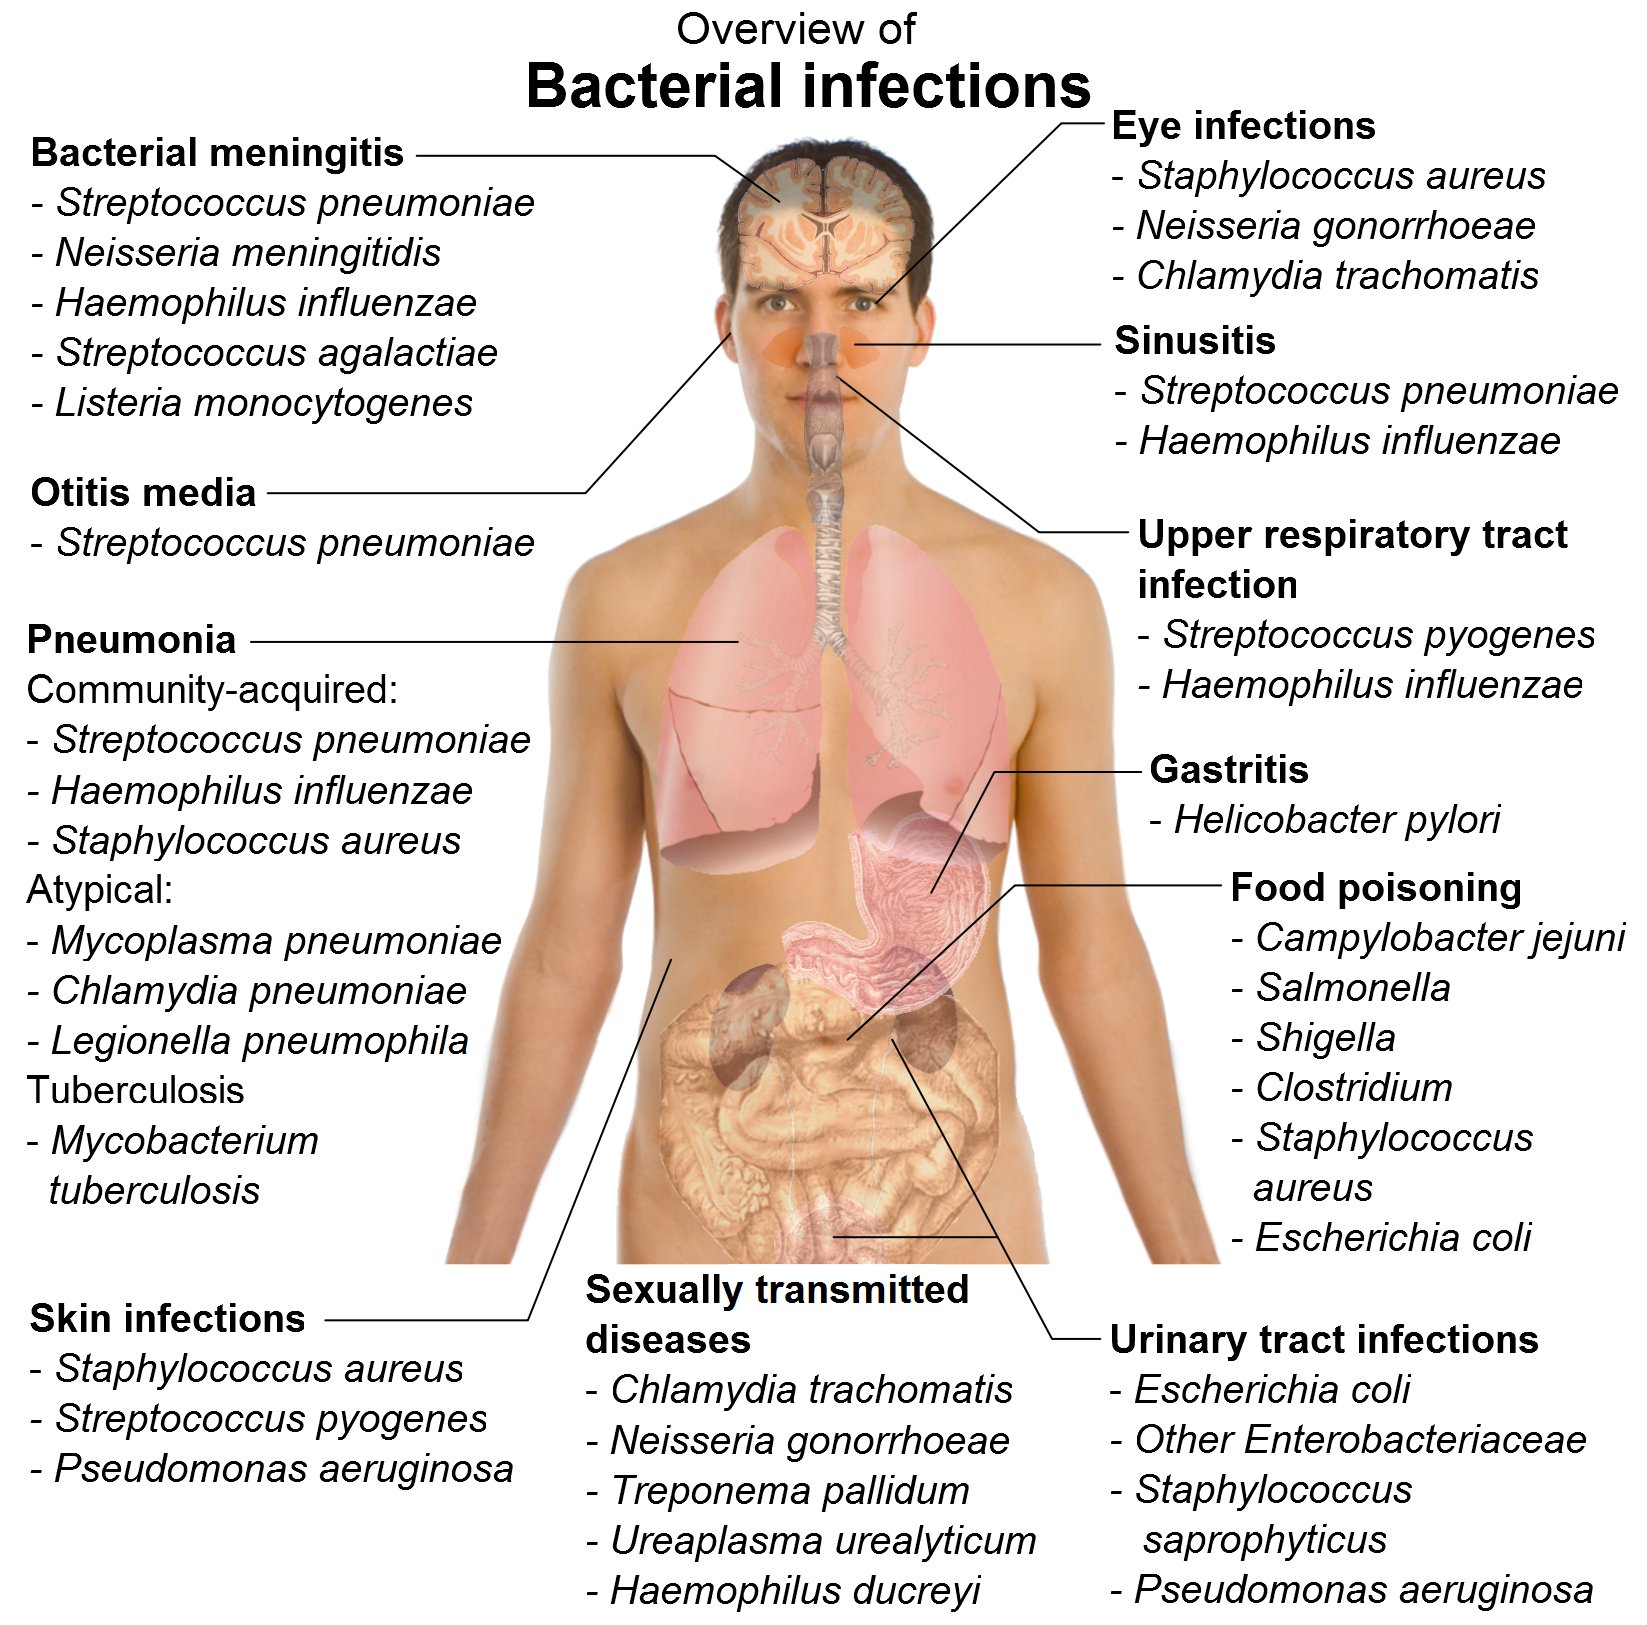 Overview of
Bacterial infections
Bacterial meningitis
- Streptococcus pneumoniae
- Neisseria meningitidis
- Haemophilus influenzae
- Streptococcus agalactiae
- Listeria monocytogenes
Otitis media
- Streptococcus pneumoniae
Pneumonia
Community-acquired:
- Streptococcus pneumoniae
- Haemophilus influenzae
- Staphylococcus aureus
Atypical:
- Mycoplasma pneumoniae
- Chlamydia pneumoniae
- Legionella pneumophila
Tuberculosis
- Mycobacterium
tuberculosis
Skin infections
- Staphylococcus aureus
- Streptococcus pyogenes
- Pseudomonas aeruginosa
Eye infections
- Staphylococcus aureus
- Neisseria gonorrhoeae
- Chlamydia trachomatis
Sinusitis
- Streptococcus pneumoniae
- Haemophilus influenzae
Upper respiratory tract
infection
- Streptococcus pyogenes
- Haemophilus influenzae
Gastritis
- Helicobacter pylori
Food poisoning
- Campylobacter jejuni
- Salmonella
- Shigella
- Clostridium
- Staphylococcus
aureus
- Escherichia coli
Sexually transmitted
diseases
- Chlamydia trachomatis
- Neisseria gonorrhoeae
- Treponema pallidum
- Ureaplasma urealyticum
- Haemophilus ducreyi
Urinary tract infections
- Escherichia coli
- Other Enterobacteriaceae
- Staphylococcus
saprophyticus
- Pseudomonas aeruginosa